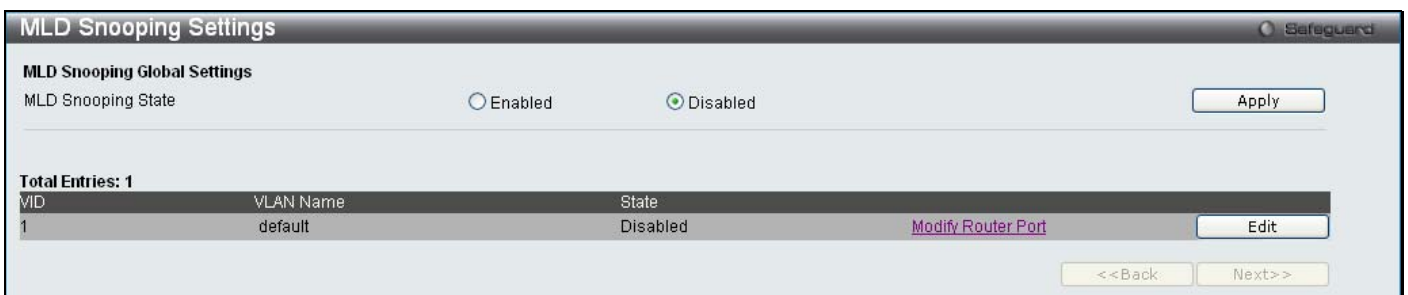 MLD Snooping Settings
Safeguard
MLD Snooping Global Settings
MLD Snooping State Enabled Disabled Apply
Total Entries: 1
VID VLAN Name State
1 default Disabled Modify Router Port Edit
<<Back Next>>